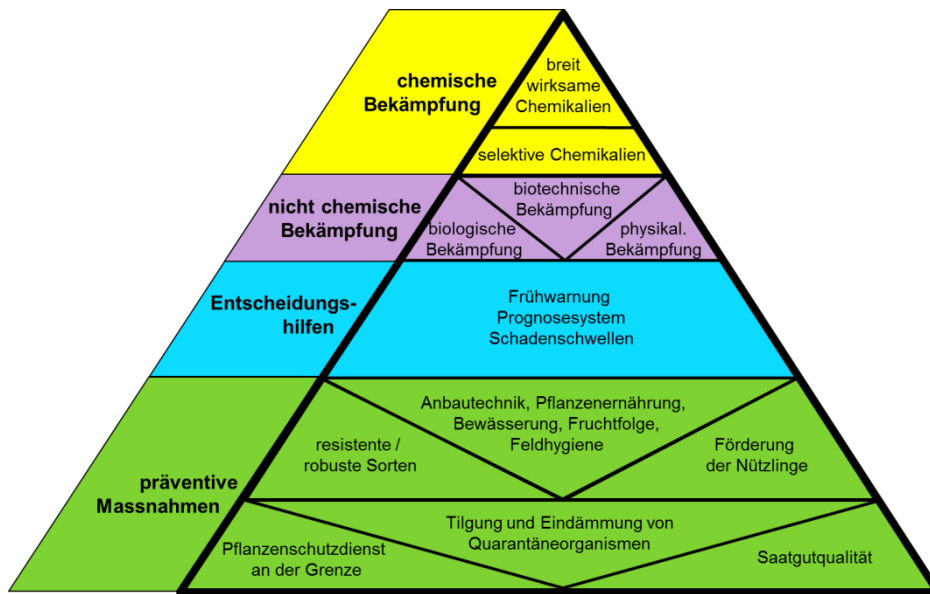 chemische
Bekämpfung
breit
wirksame
Chemikalien
selektive Chemikalien
nicht chemische
Bekämpfung
biotechnische
Bekämpfung
biologische
Bekämpfung
physikal.
Bekämpfung
Entscheidungs-
hilfen
Frühwarnung
Prognosesystem
Schadenschwellen
präventive
Massnahmen
Anbautechnik, Pflanzenernährung,
Bewässerung, Fruchtfolge,
Feldhygiene
resistente /
robuste Sorten
Förderung
der Nützlinge
Tilgung und Eindämmung von
Quarantäneorganismen
Pflanzenschutzdienst
an der Grenze
Saatgutqualität